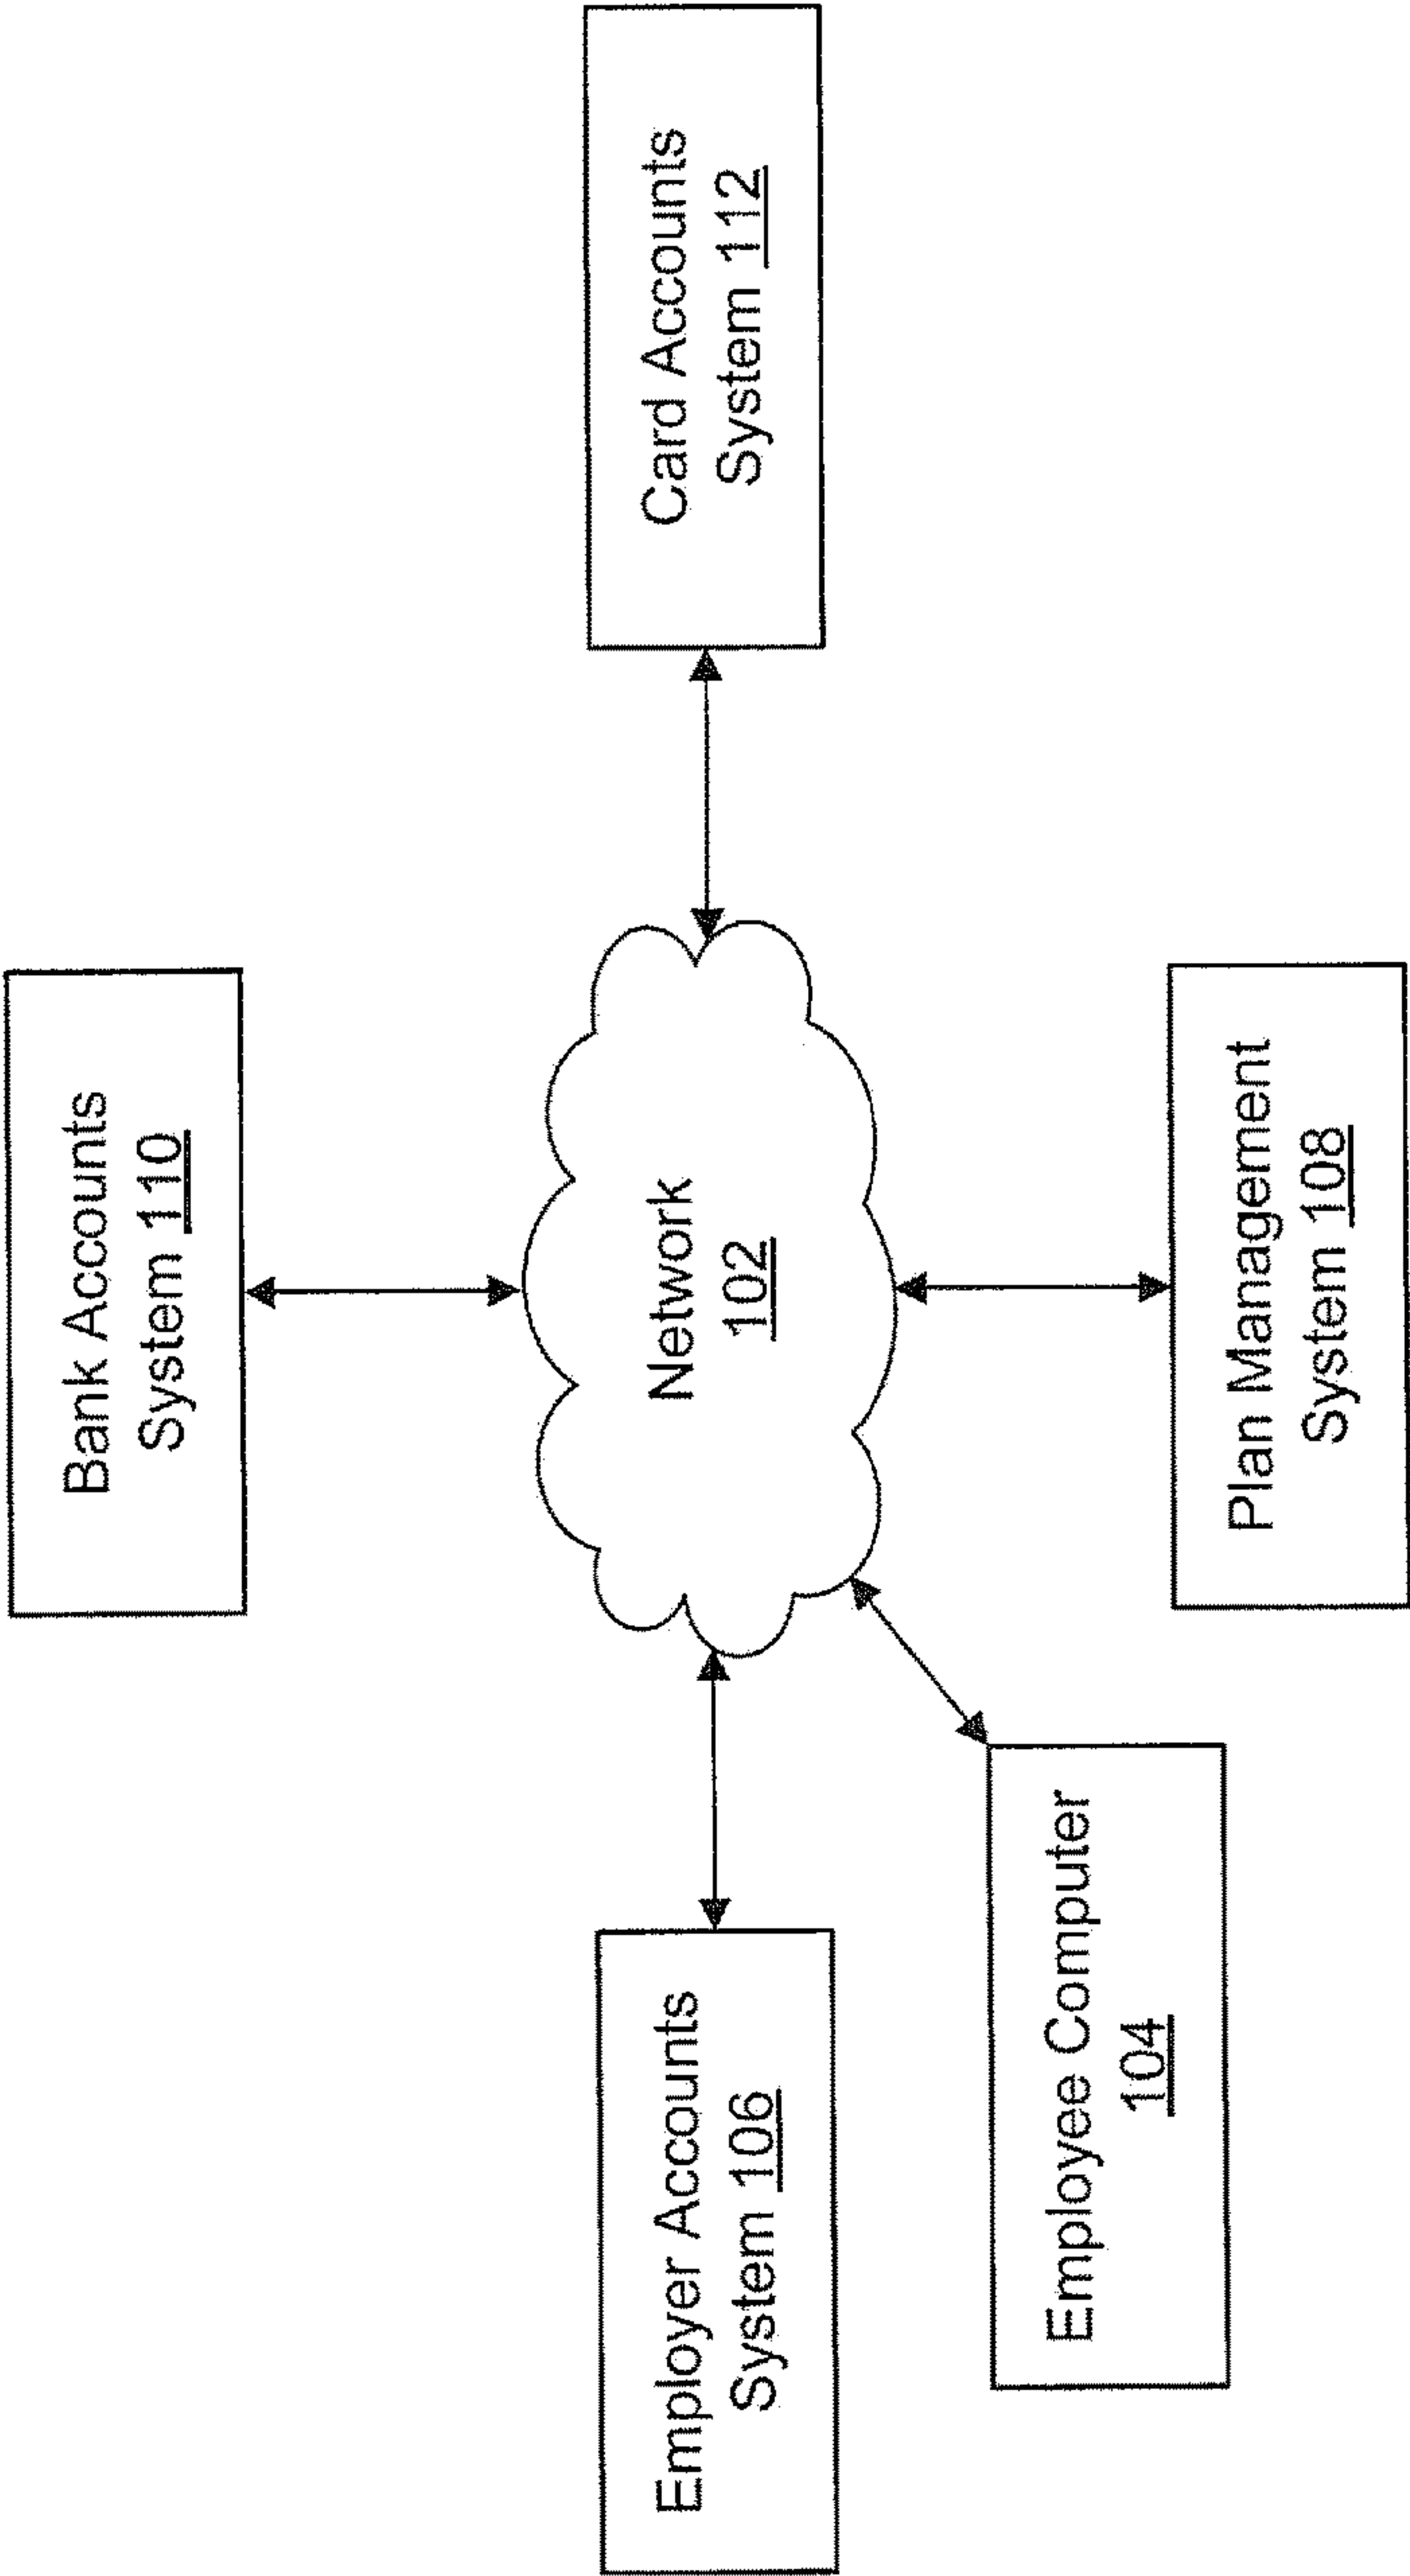 Bank Accounts
System 110
Employer Accounts
System 106
Network
102
Card Accounts
System 112
Employee Computer
104
Plan Management
System 108